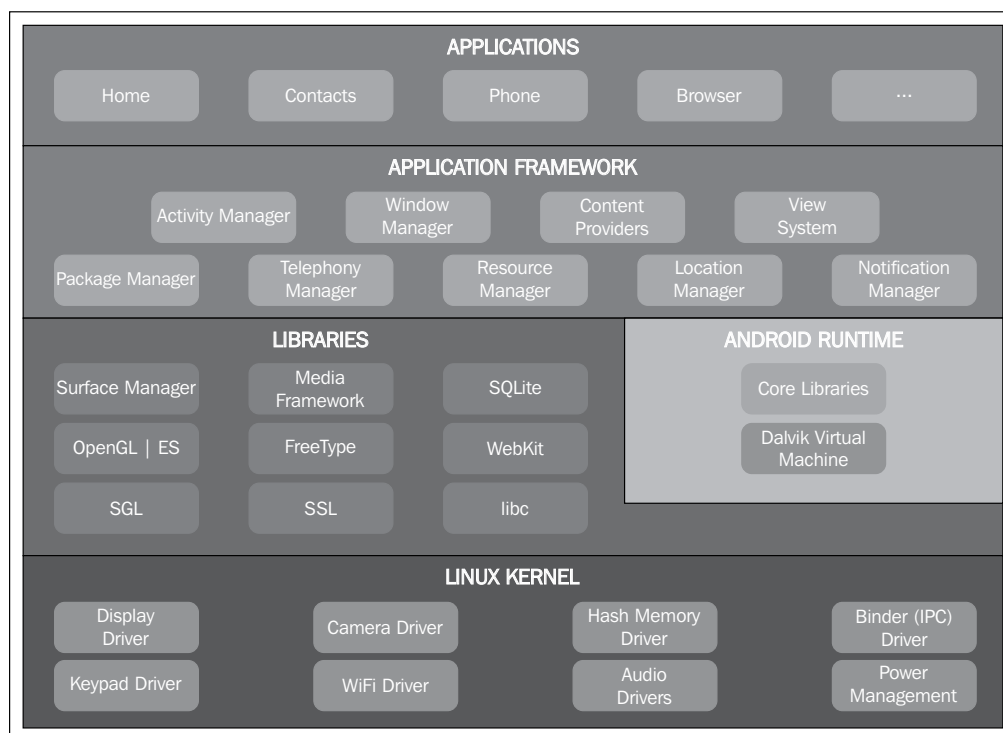 APPLICATIONS
Home
Contacts
Phone
Browser
...
APPLICATION FRAMEWORK
Activity Manager
Window
Manager
Content
Providers
View
System
Package Manager
Telephony
Manager
Resource
Manager
Location
Manager
Notification
Manager
LIBRARIES
Surface Manager
Media
Framework
SQLite
OpenGL | ES
FreeType
WebKit
SGL
SSL
libc
ANDROID RUNTIME
Core Libraries
Dalvik Virtual
Machine
LINUX KERNEL
Display
Driver
Camera Driver
Hash Memory
Driver
Binder (IPC)
Driver
Keypad Driver
WiFi Driver
Audio
Drivers
Power
Management